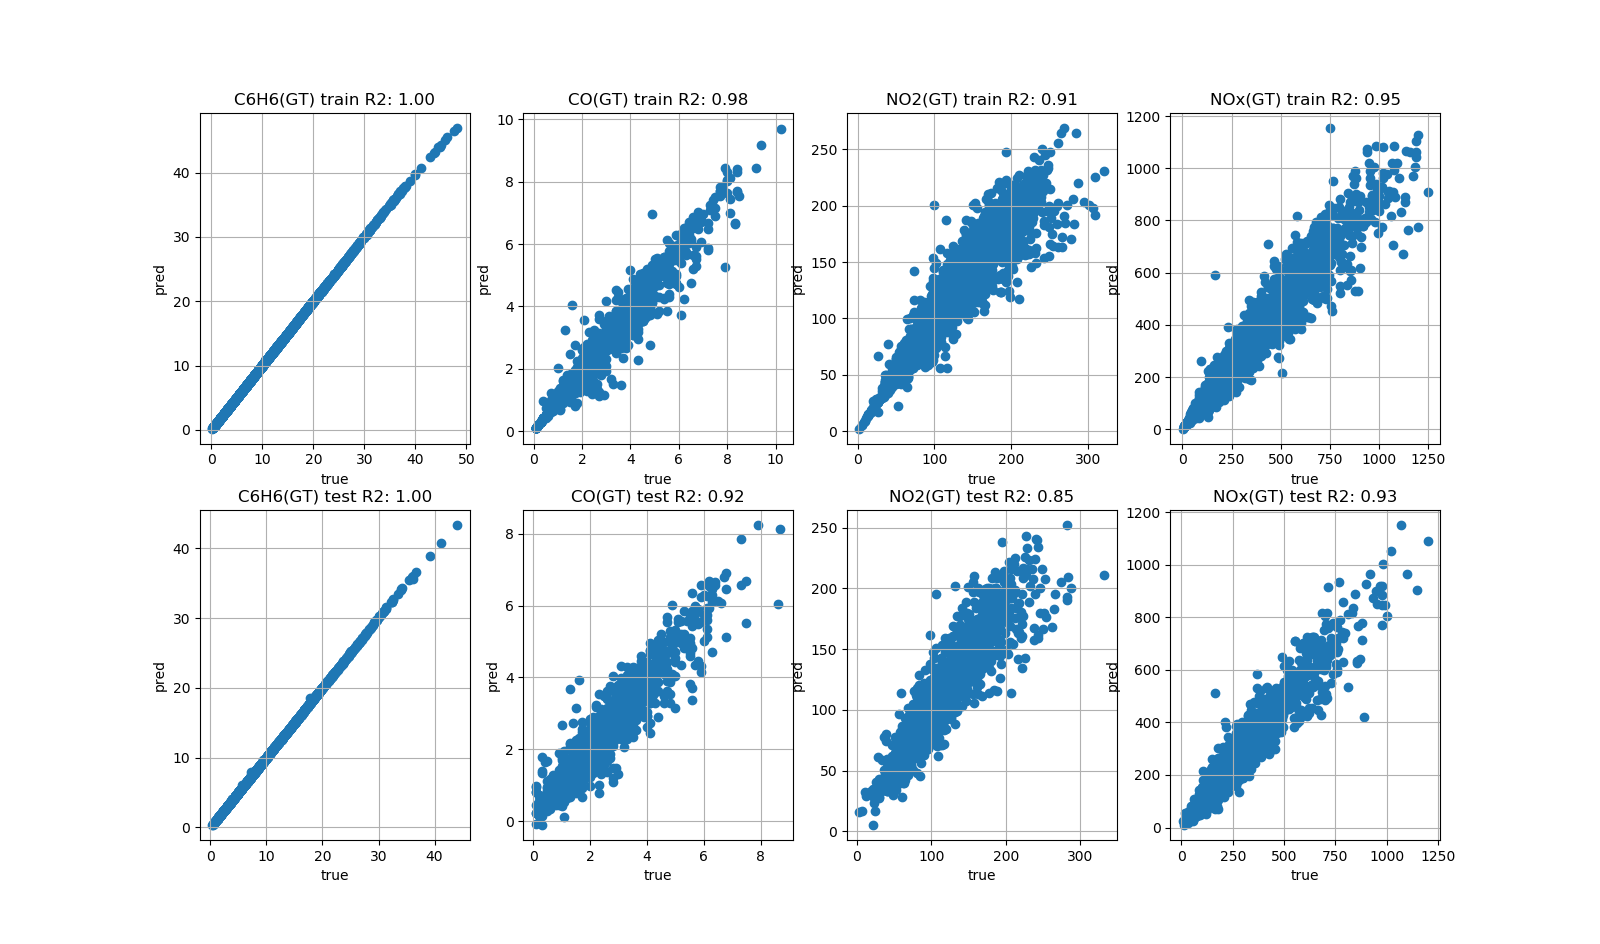 C6H6(GT) train R2: 1.00
CO(GT) train R2: 0.98
NO2(GT) train R2: 0.91
NOx(GT) train R2: 0.95
pred
40
30
20
10
0
0 10 20 30 40 50
true
pred
10
8
6
4
2
0
0 2 4 6 8 10
true
pred
250
200
150
100
50
0
0 100 200 300
true
pred
1200
1000
800
600
400
200
0
0 250 500 750 1000 1250
true
C6H6(GT) test R2: 1.00
CO(GT) test R2: 0.92
NO2(GT) test R2: 0.85
NOx(GT) test R2: 0.93
pred
40
30
20
10
0
0 10 20 30 40
true
pred
8
6
4
2
0
0 2 4 6 8
true
pred
250
200
150
100
50
0
0 100 200 300
true
pred
1200
1000
800
600
400
200
0
0 250 500 750 1000 1250
true